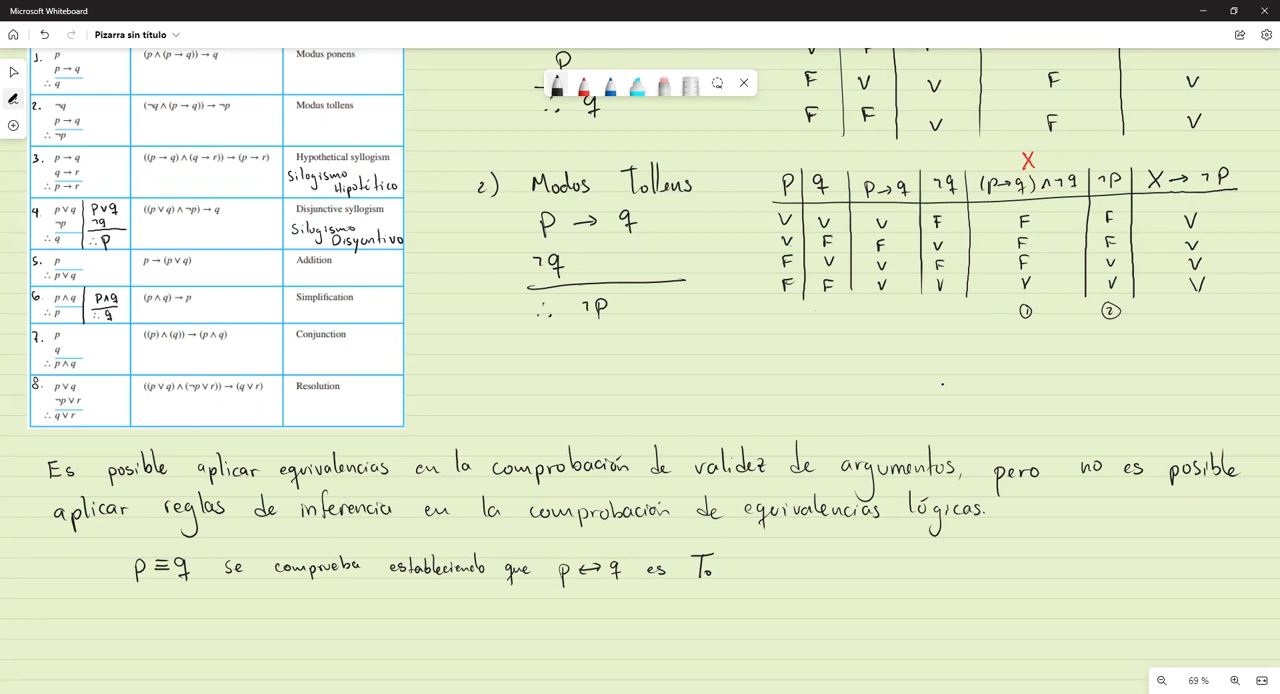 Microsoft Whiteboard
Pizarra sin título
1. p (p ∧ (p → q)) → q Modus ponens
p → q
∴ q
2. ¬q (¬q ∧ (p → q)) → ¬p Modus tollens
p → q
∴ ¬p
3. p → q ((p → q) ∧ (q → r)) → (p → r) Hypothetical syllogism
q → r Silogismo
∴ p → r Hipotético
4. p ∨ q p∨q ((p ∨ q) ∧ ¬p) → q Disjunctive syllogism
¬p ¬q Silogismo
∴ q ∴ p Disyuntivo
5. p p → (p ∨ q) Addition
∴ p ∨ q
6. p ∧ q p∧q (p ∧ q) → p Simplification
∴ p ∴ q
7. p ((p) ∧ (q)) → (p ∧ q) Conjunction
q
∴ p ∧ q
8. p ∨ q ((p ∨ q) ∧ (¬p ∨ r)) → (q ∨ r) Resolution
¬p ∨ r
∴ q ∨ r
p
∴ q
F V V F V
F F V F V
2) Modos Tollens
p → q
¬q
∴ ¬p
X
p q p→q ¬q (p→q)∧¬q ¬p X → ¬p
V V V F F F V
V F F V F F V
F V V F F V V
F F V V V V V
① ②
Es posible aplicar equivalencias en la comprobación de validez de argumentos, pero no es posible
aplicar reglas de inferencia en la comprobación de equivalencias lógicas.
p ≡ q se comprueba estableciendo que p ↔ q es To
69 %